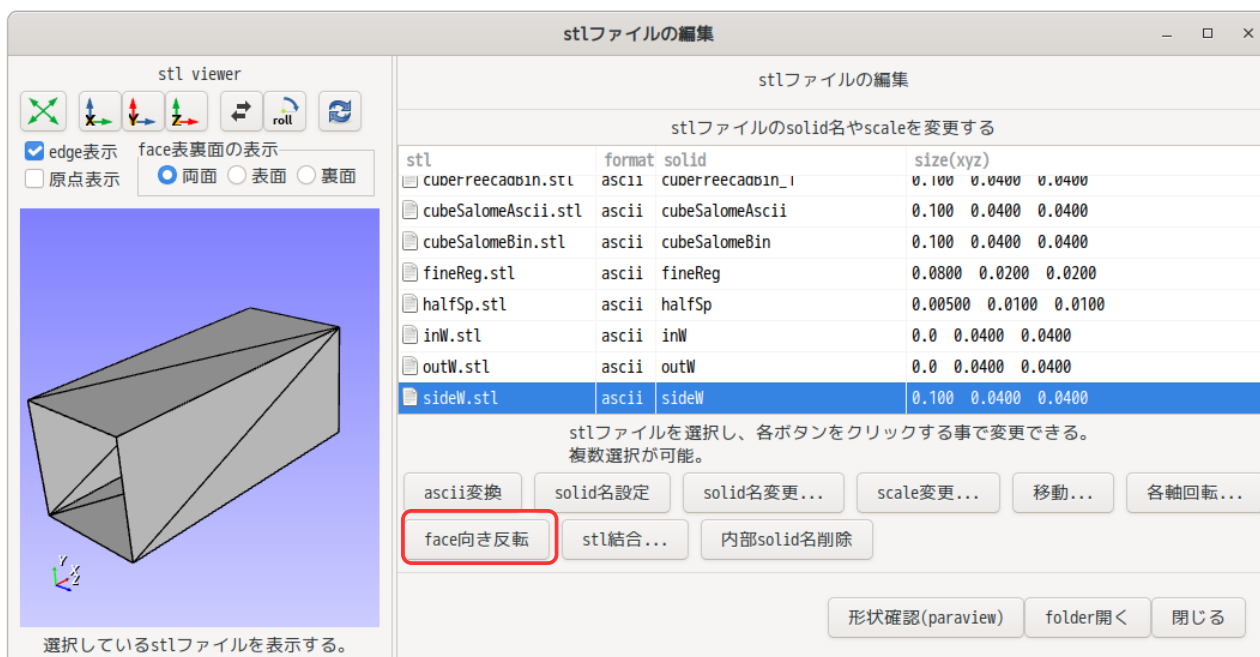 stlファイルの編集
stl viewer
X Y Z roll
edge表示 face表裏面の表示
原点表示 両面 表面 裏面
Y X Z
選択しているstlファイルを表示する。
stlファイルの編集
stlファイルのsolid名やscaleを変更する
stl format solid size(xyz)
cubeFreecadBin.stl ascii cubeFreecadBin_1 0.100 0.0400 0.0400
cubeSalomeAscii.stl ascii cubeSalomeAscii 0.100 0.0400 0.0400
cubeSalomeBin.stl ascii cubeSalomeBin 0.100 0.0400 0.0400
fineReg.stl ascii fineReg 0.0800 0.0200 0.0200
halfSp.stl ascii halfSp 0.00500 0.0100 0.0100
inW.stl ascii inW 0.0 0.0400 0.0400
outW.stl ascii outW 0.0 0.0400 0.0400
sideW.stl ascii sideW 0.100 0.0400 0.0400
stlファイルを選択し、各ボタンをクリックする事で変更できる。
複数選択が可能。
ascii変換 solid名設定 solid名変更... scale変更... 移動... 各軸回転...
face向き反転 stl結合... 内部solid名削除
形状確認(paraview) folder開く 閉じる